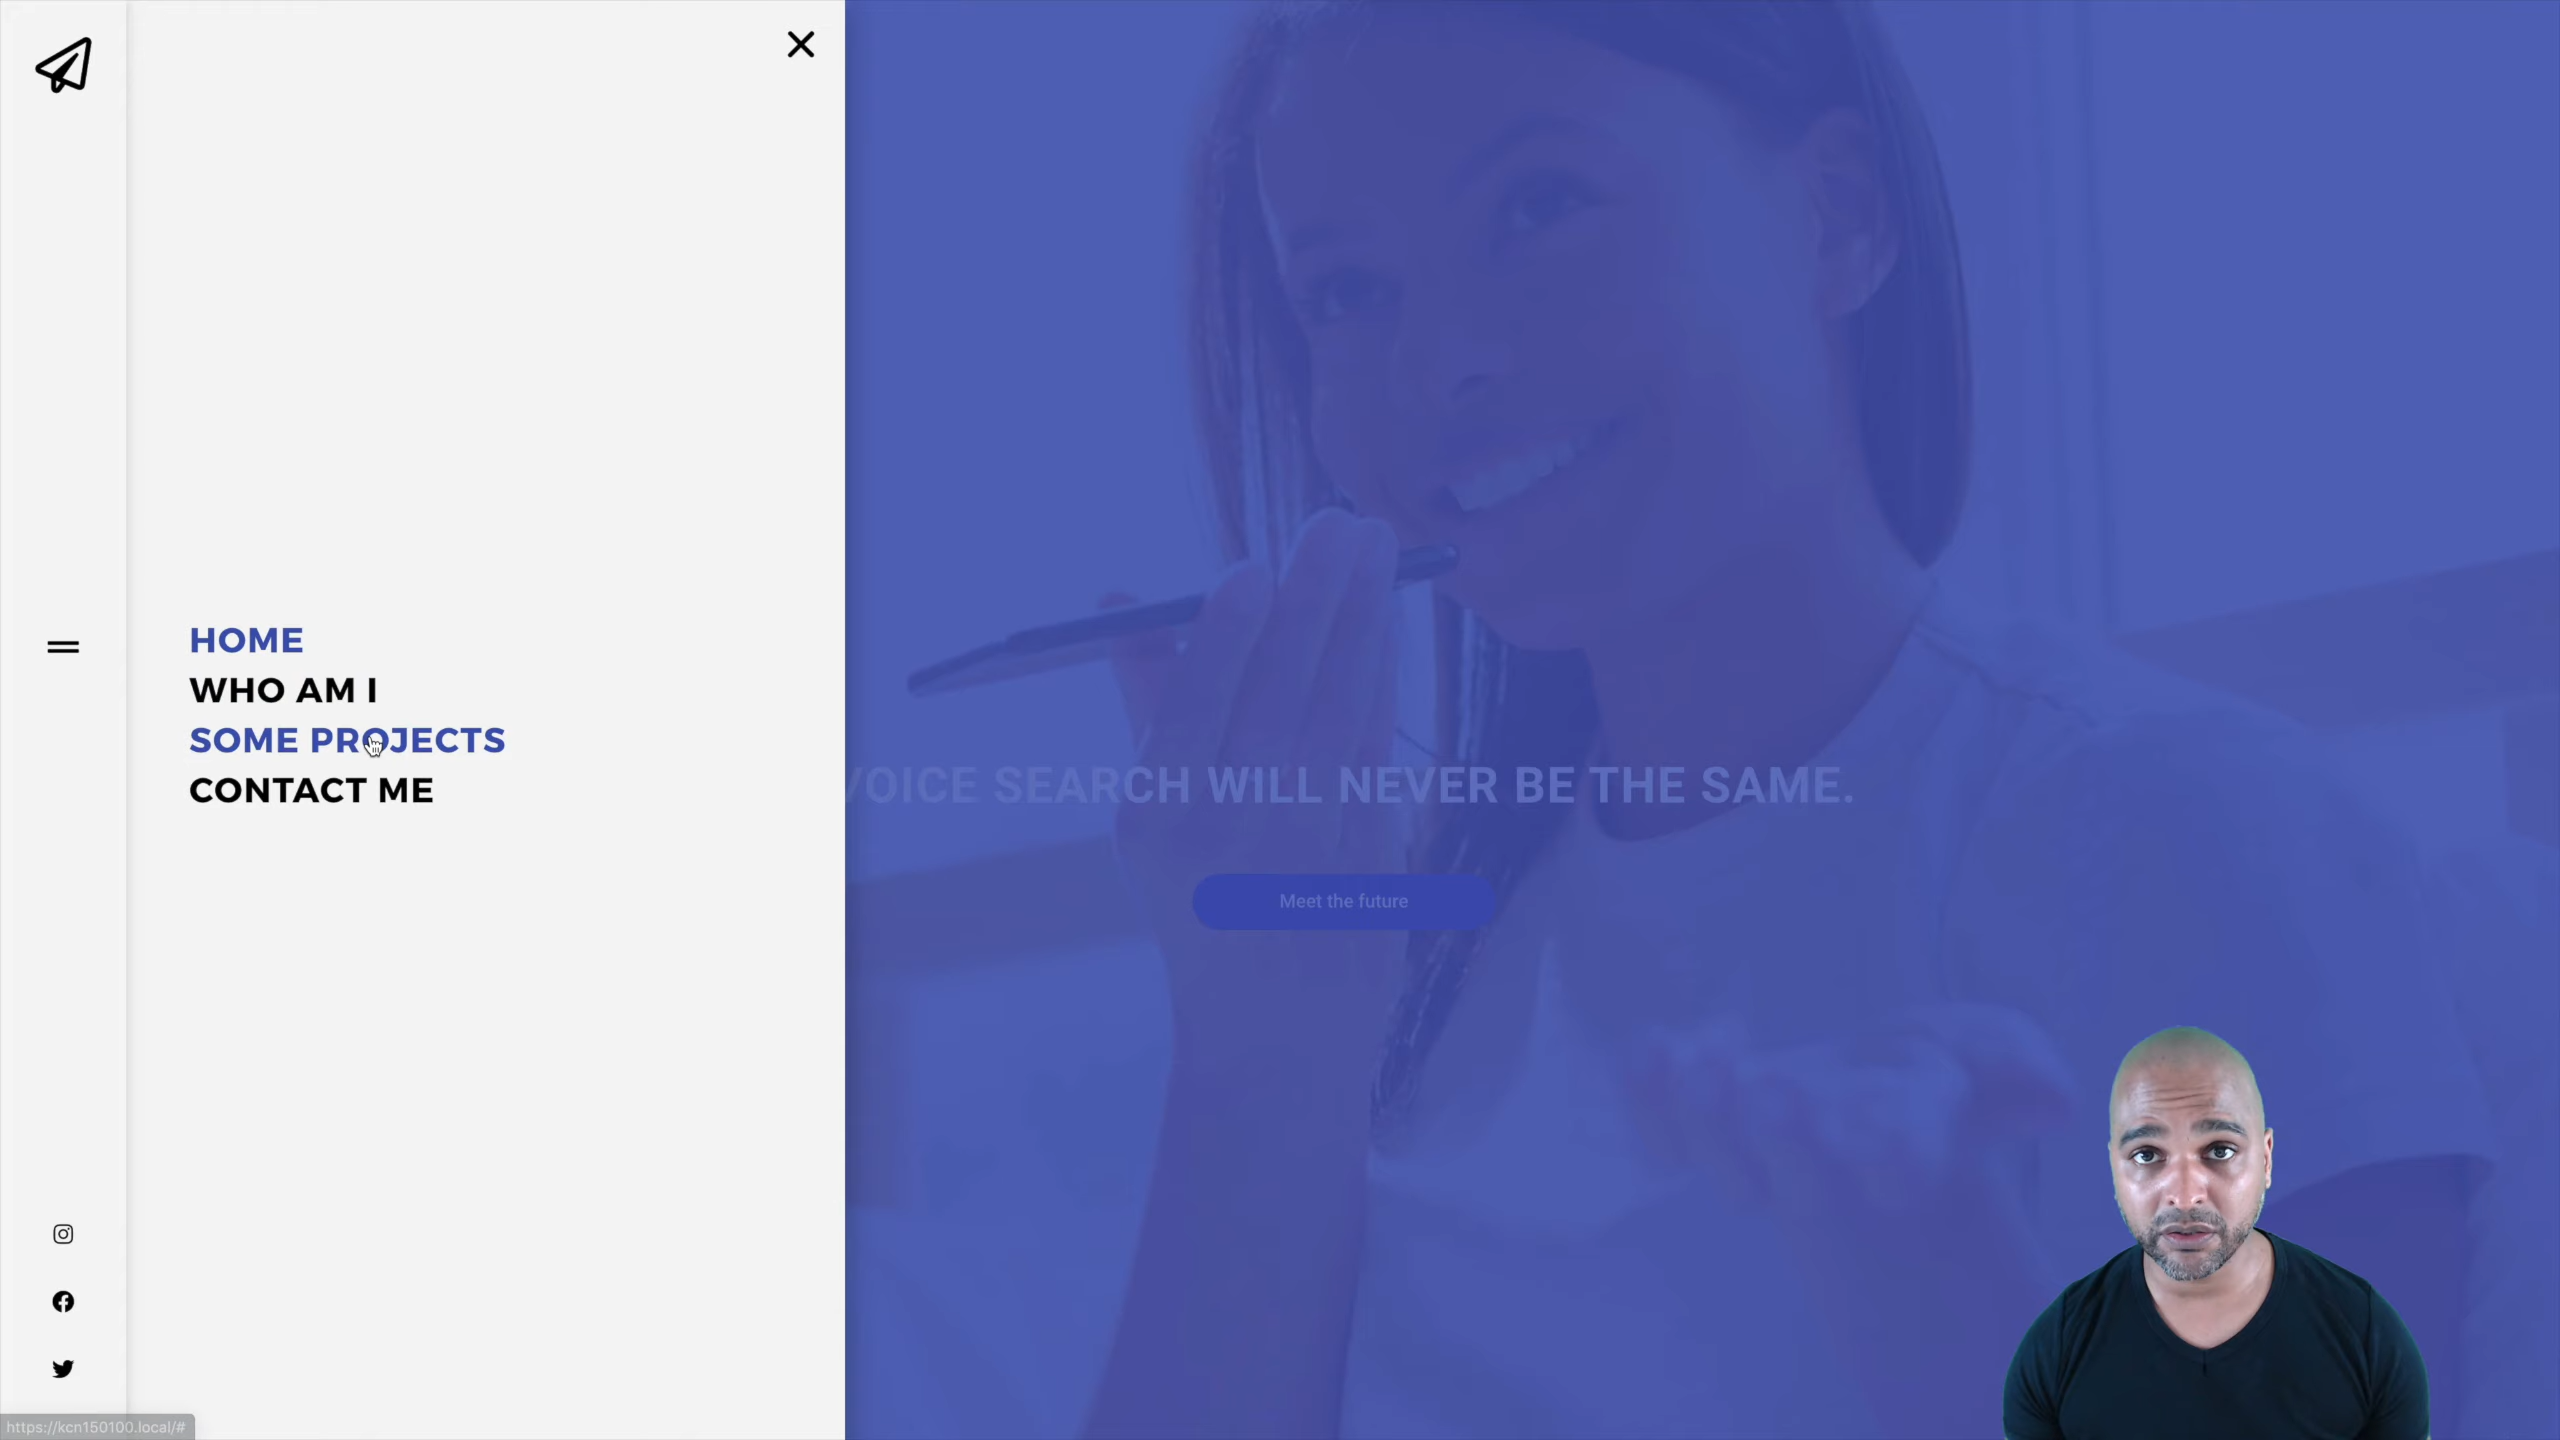 HOME
WHO AM I
SOME PROJECTS
CONTACT ME
VOICE SEARCH WILL NEVER BE THE SAME.
Meet the future
https://kcn150100.local/#